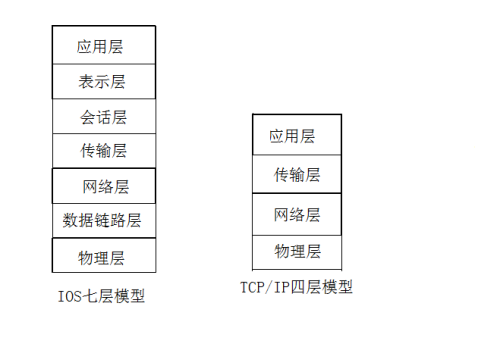 应用层
表示层
会话层
传输层
网络层
数据链路层
物理层
IOS七层模型
应用层
传输层
网络层
物理层
TCP/IP四层模型